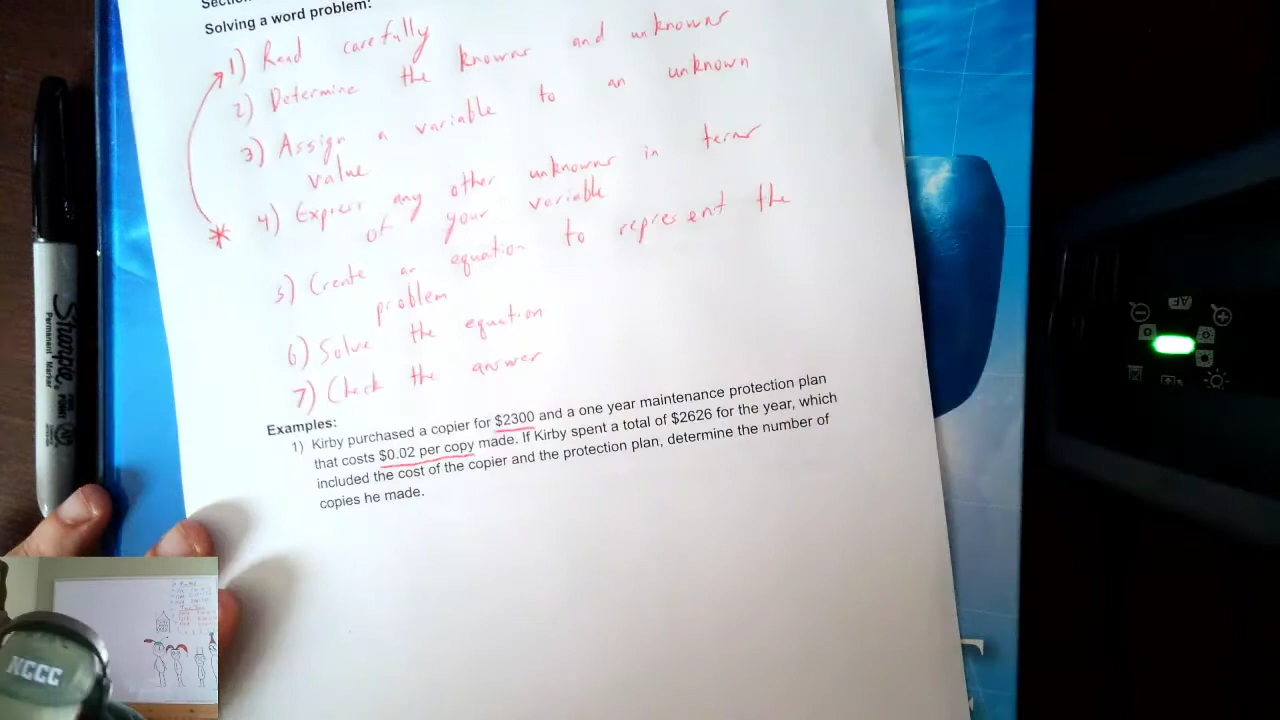 Solving a word problem:
1) Read carefully
2) Determine the knowns and unknowns
3) Assign a variable to an unknown
value
* 4) Express any other unknowns in terms
of your variable
5) Create an equation to represent the
problem
6) Solve the equation
7) Check the answer
Examples:
1) Kirby purchased a copier for $2300 and a one year maintenance protection plan
that costs $0.02 per copy made. If Kirby spent a total of $2626 for the year, which
included the cost of the copier and the protection plan, determine the number of
copies he made.
Sharpie
Permanent Marker
AF
NCCC